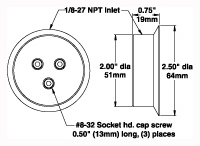 1/8-27 NPT Inlet
0.75"
19mm
2.00" dia
51mm
2.50" dia
64mm
#8-32 Socket hd. cap screw
0.50" (13mm) long, (3) places